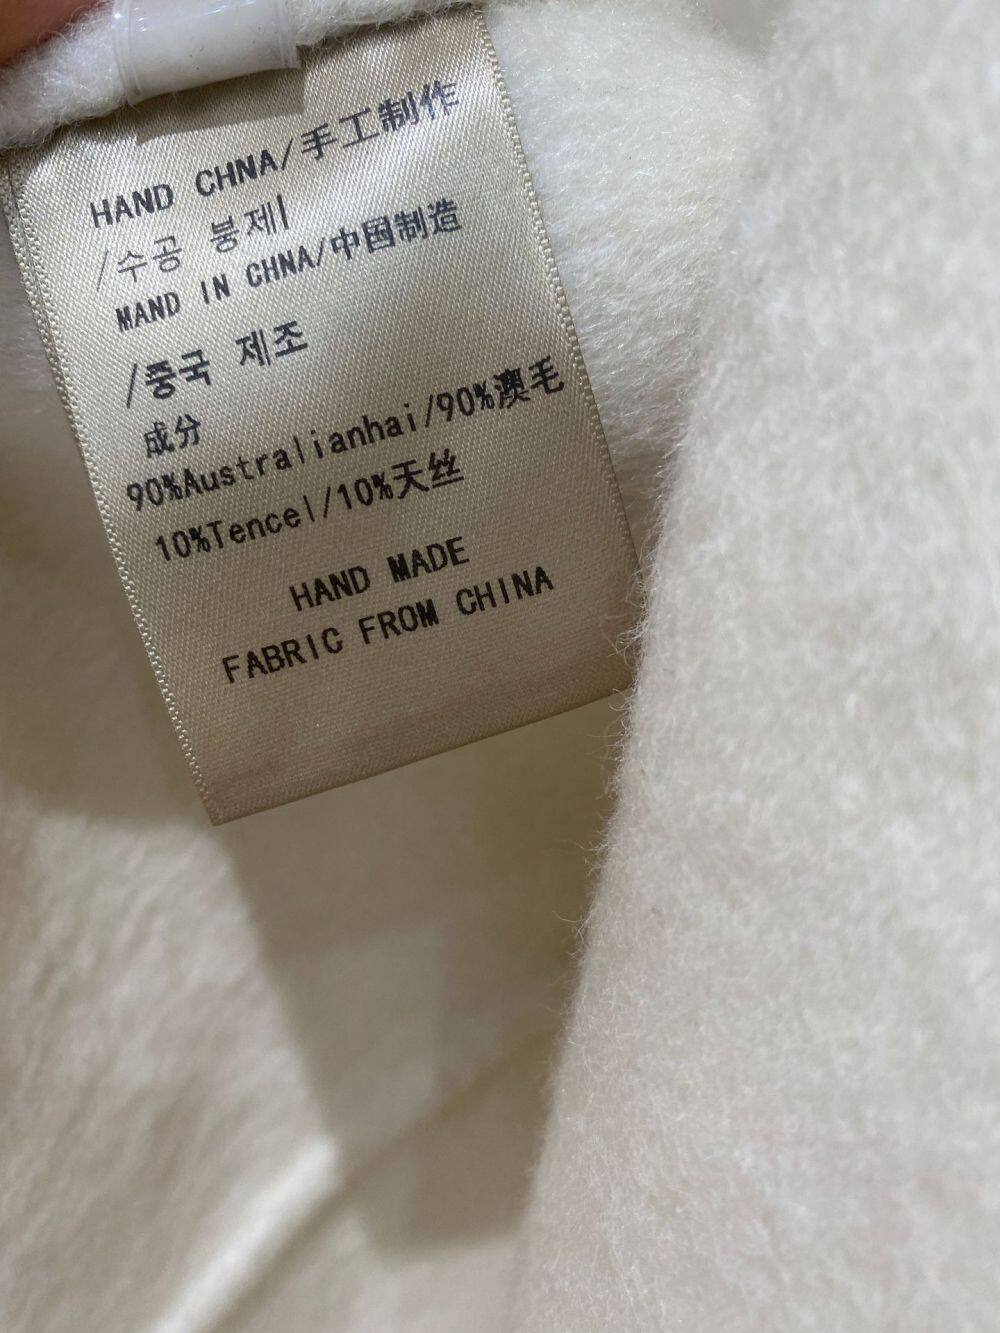 HAND CHNA/手工制作
/수공 봉제
MAND IN CHNA/中国制造
/중국 제조
成分
90%Australianhai/90%澳毛
10%Tencel/10%天丝
HAND MADE
FABRIC FROM CHINA